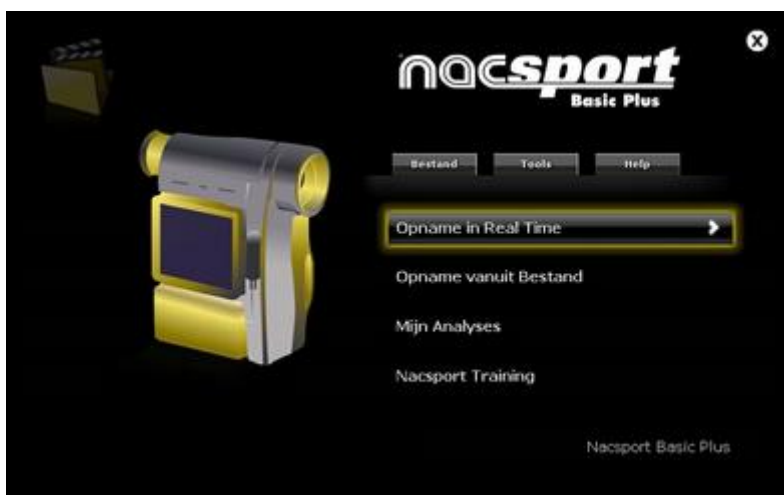 nacsport
Basic Plus
Bestand Tools Help
Opname in Real Time
Opname vanuit Bestand
Mijn Analyses
Nacsport Training
Nacsport Basic Plus